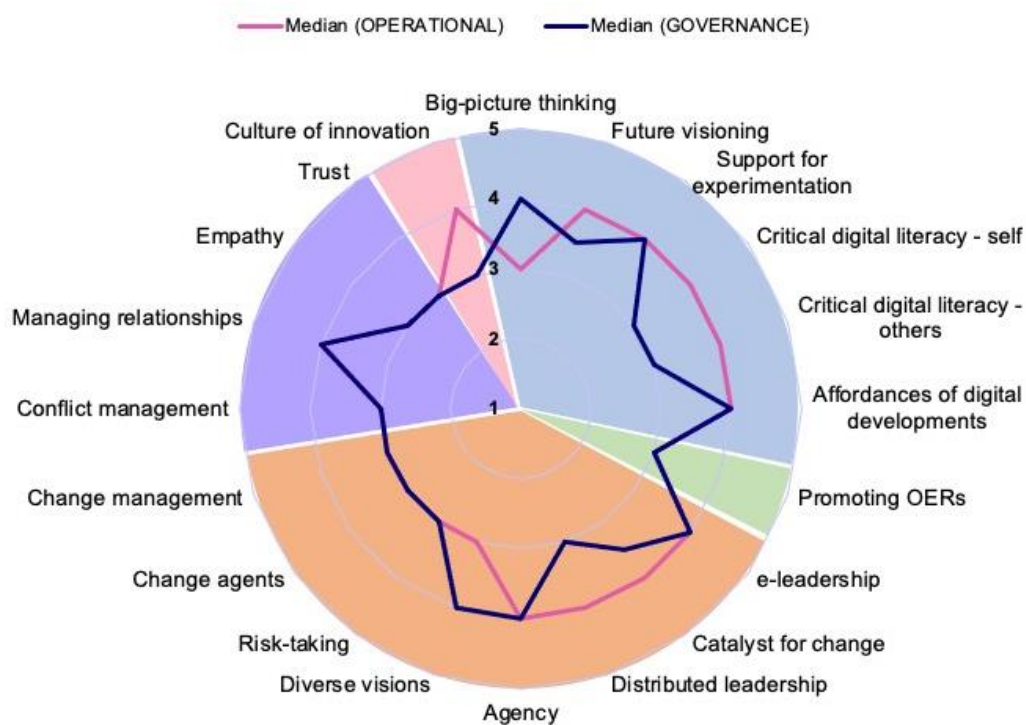 Median (OPERATIONAL)
Median (GOVERNANCE)
Big-picture thinking
Culture of innovation
Future visioning
Trust
Support for
experimentation
Empathy
Critical digital literacy - self
Managing relationships
Critical digital literacy -
others
Conflict management
Affordances of digital
developments
Change management
Promoting OERs
Change agents
e-leadership
Risk-taking
Catalyst for change
Diverse visions
Distributed leadership
Agency
5
4
3
2
1